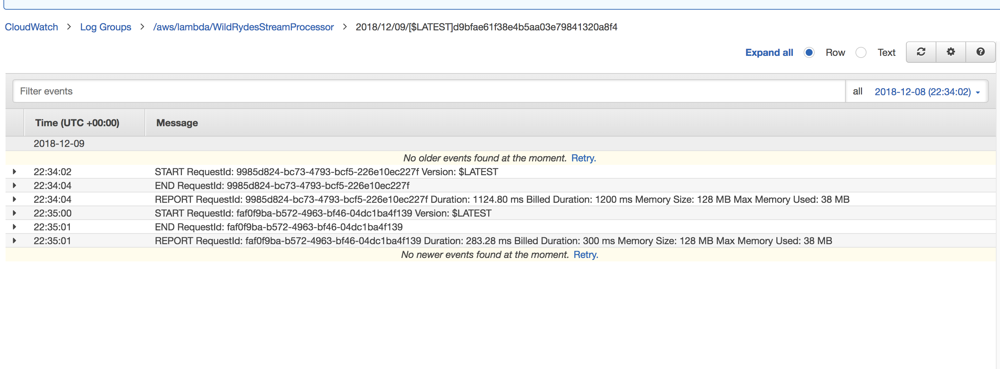 CloudWatch > Log Groups > /aws/lambda/WildRydesStreamProcessor > 2018/12/09/[$LATEST]d9bfae61f38e4b5aa03e79841320a8f4
Expand all Row Text
Filter events all 2018-12-08 (22:34:02)
Time (UTC +00:00) Message
2018-12-09
No older events found at the moment. Retry.
22:34:02 START RequestId: 9985d824-bc73-4793-bcf5-226e10ec227f Version: $LATEST
22:34:04 END RequestId: 9985d824-bc73-4793-bcf5-226e10ec227f
22:34:04 REPORT RequestId: 9985d824-bc73-4793-bcf5-226e10ec227f Duration: 1124.80 ms Billed Duration: 1200 ms Memory Size: 128 MB Max Memory Used: 38 MB
22:35:00 START RequestId: faf0f9ba-b572-4963-bf46-04dc1ba4f139 Version: $LATEST
22:35:01 END RequestId: faf0f9ba-b572-4963-bf46-04dc1ba4f139
22:35:01 REPORT RequestId: faf0f9ba-b572-4963-bf46-04dc1ba4f139 Duration: 283.28 ms Billed Duration: 300 ms Memory Size: 128 MB Max Memory Used: 38 MB
No newer events found at the moment. Retry.